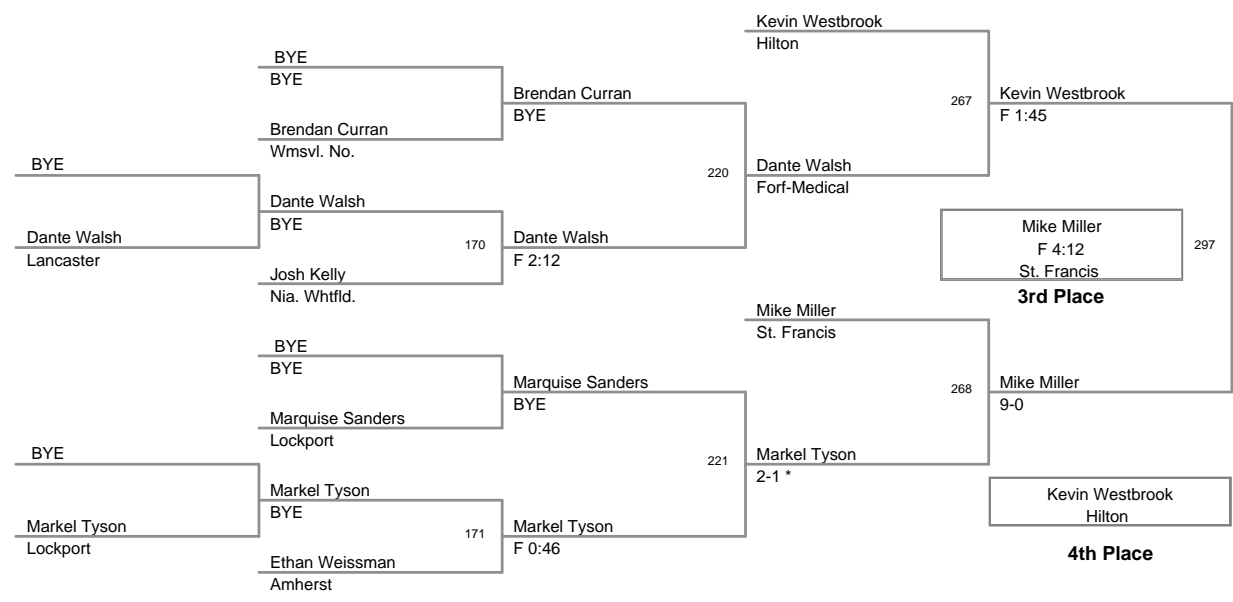 Kevin Westbrook
Hilton
BYE
BYE
Brendan Curran
BYE
267
Kevin Westbrook
F 1:45
Brendan Curran
Wmsvl. No.
BYE
220
Dante Walsh
Forf-Medical
Dante Walsh
BYE
Dante Walsh
Lancaster
170
Dante Walsh
F 2:12
Mike Miller
F 4:12
St. Francis
297
3rd Place
Josh Kelly
Nia. Whtfld.
Mike Miller
St. Francis
BYE
BYE
Marquise Sanders
BYE
268
Mike Miller
9-0
Marquise Sanders
Lockport
BYE
221
Markel Tyson
2-1 *
Markel Tyson
BYE
Kevin Westbrook
Hilton
Markel Tyson
Lockport
171
Markel Tyson
F 0:46
4th Place
Ethan Weissman
Amherst